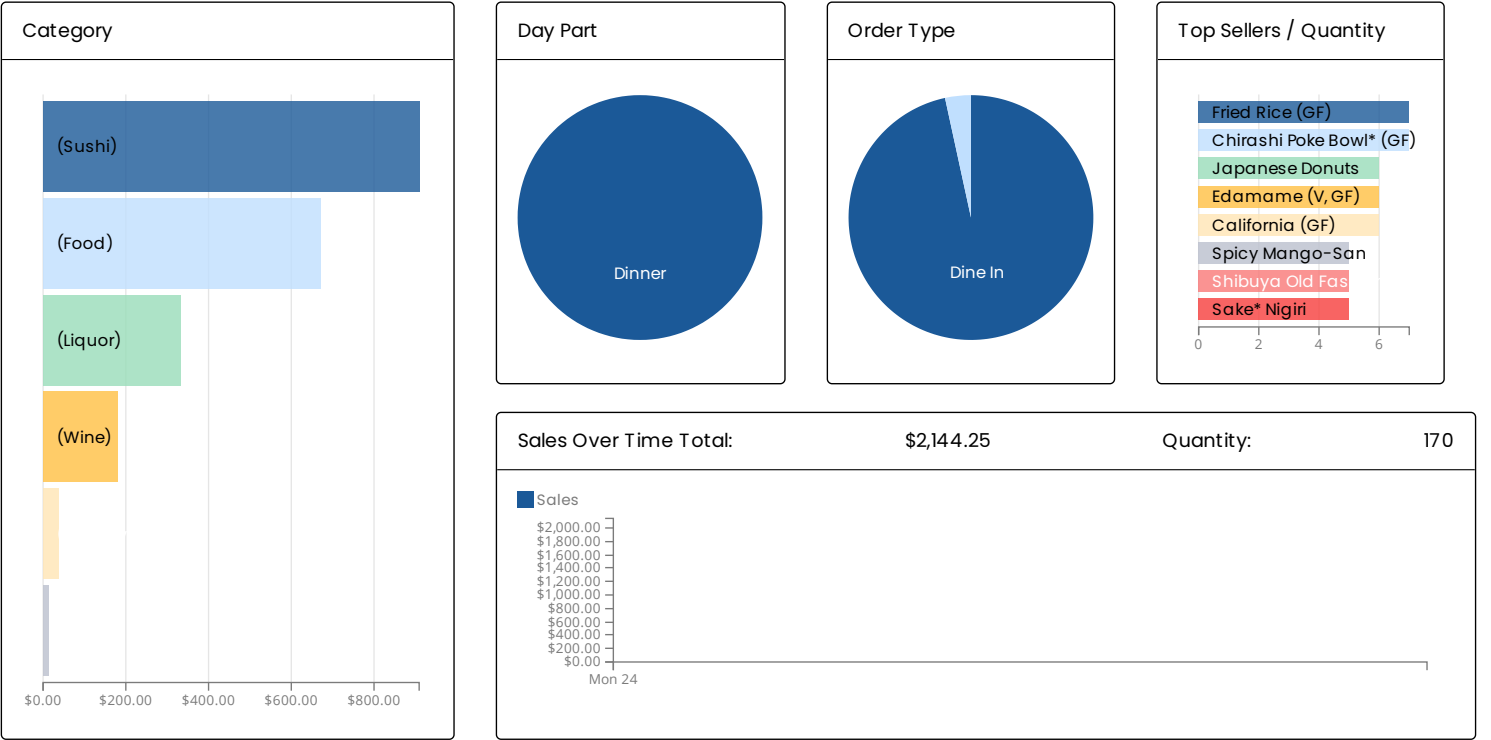 Category
(Sushi)
(Food)
(Liquor)
(Wine)
$0.00 $200.00 $400.00 $600.00 $800.00
Day Part
Dinner
Order Type
Dine In
Top Sellers / Quantity
Fried Rice (GF)
Chirashi Poke Bowl* (GF)
Japanese Donuts
Edamame (V, GF)
California (GF)
Spicy Mango-San
Shibuya Old Fas
Sake* Nigiri
0 2 4 6
Sales Over Time Total: $2,144.25 Quantity: 170
Sales
$2,000.00
$1,800.00
$1,600.00
$1,400.00
$1,200.00
$1,000.00
$800.00
$600.00
$400.00
$200.00
$0.00
Mon 24